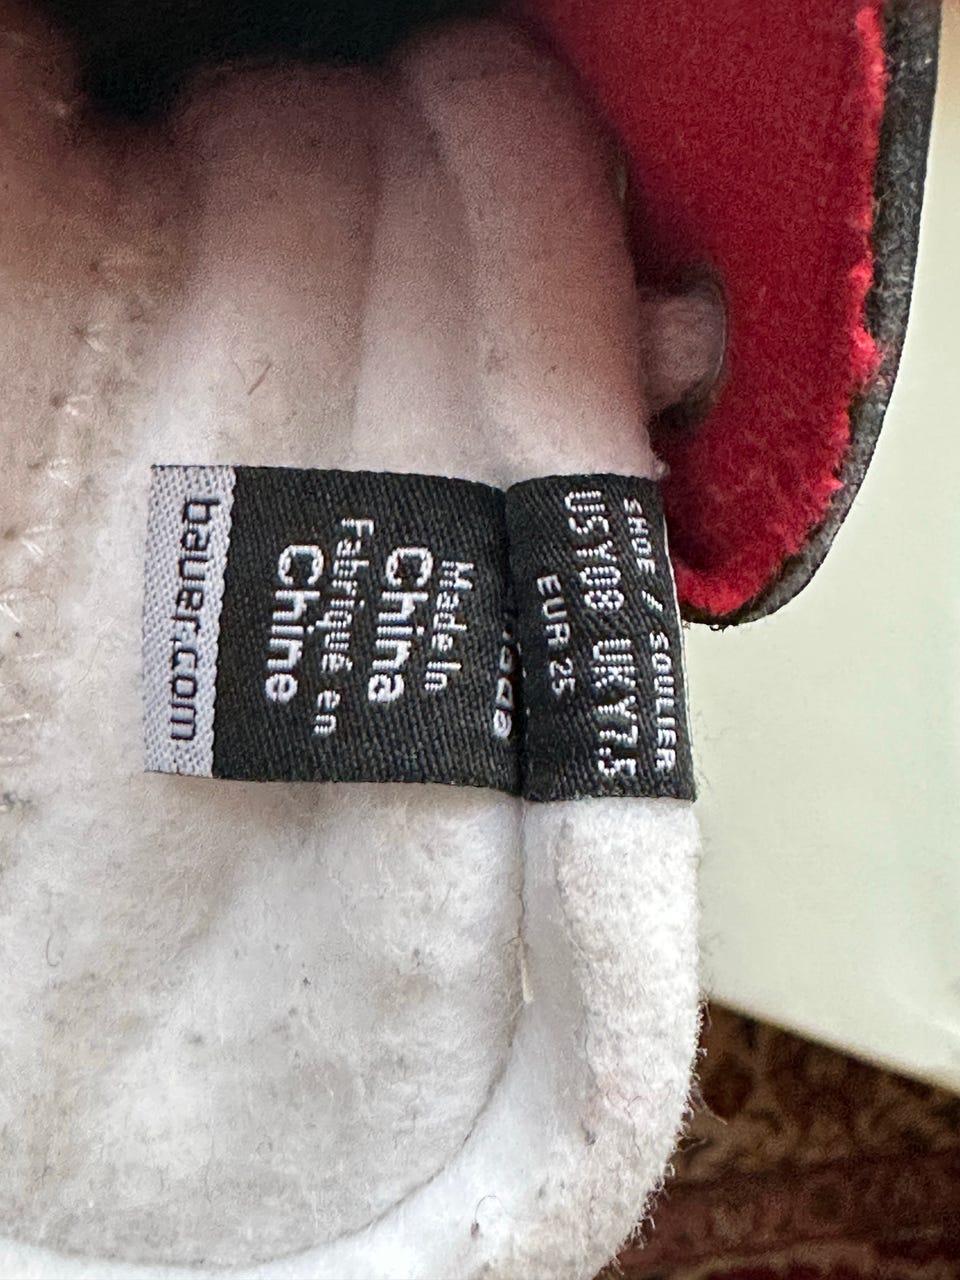 SHOE / SOULIER
USY08 UKY7.5
EUR 25
Made In
China
Fabriqué en
Chine
bauer.com